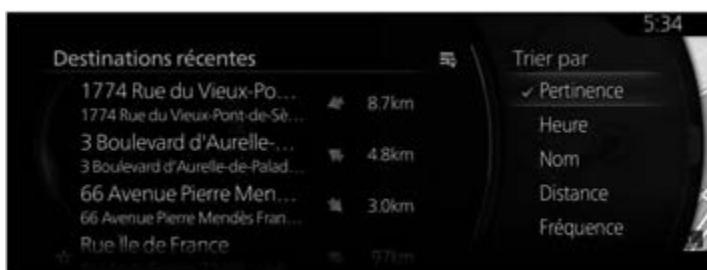 5:34
Destinations récentes
1774 Rue du Vieux-Po...
1774 Rue du Vieux-Pont-de-Sè...
8.7km
3 Boulevard d'Aurelle-...
3 Boulevard d'Aurelle-de-Palad...
4.8km
66 Avenue Pierre Men...
66 Avenue Pierre Mendès Fran...
3.0km
Rue Ile de France
97km
Trier par
✓ Pertinence
Heure
Nom
Distance
Fréquence